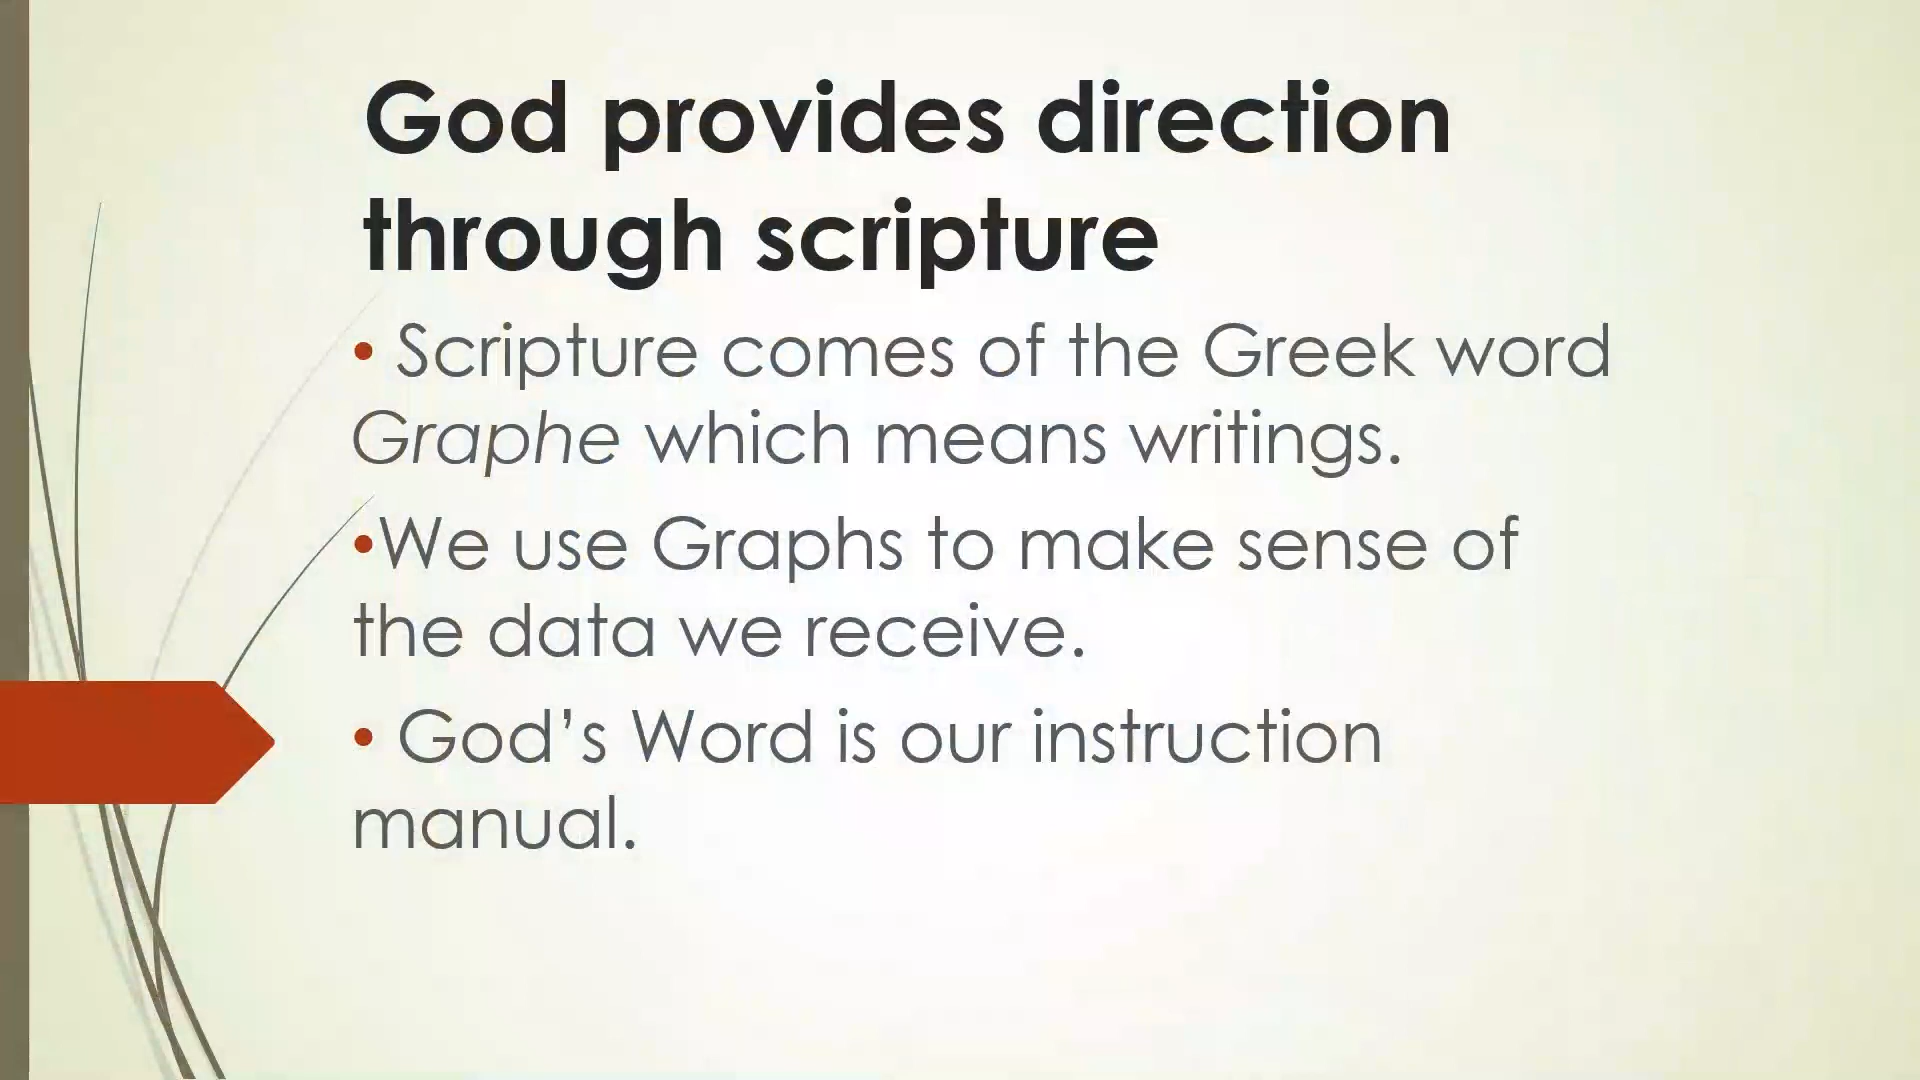 God provides direction
through scripture
• Scripture comes of the Greek word
Graphe which means writings.
•We use Graphs to make sense of
the data we receive.
• God’s Word is our instruction
manual.